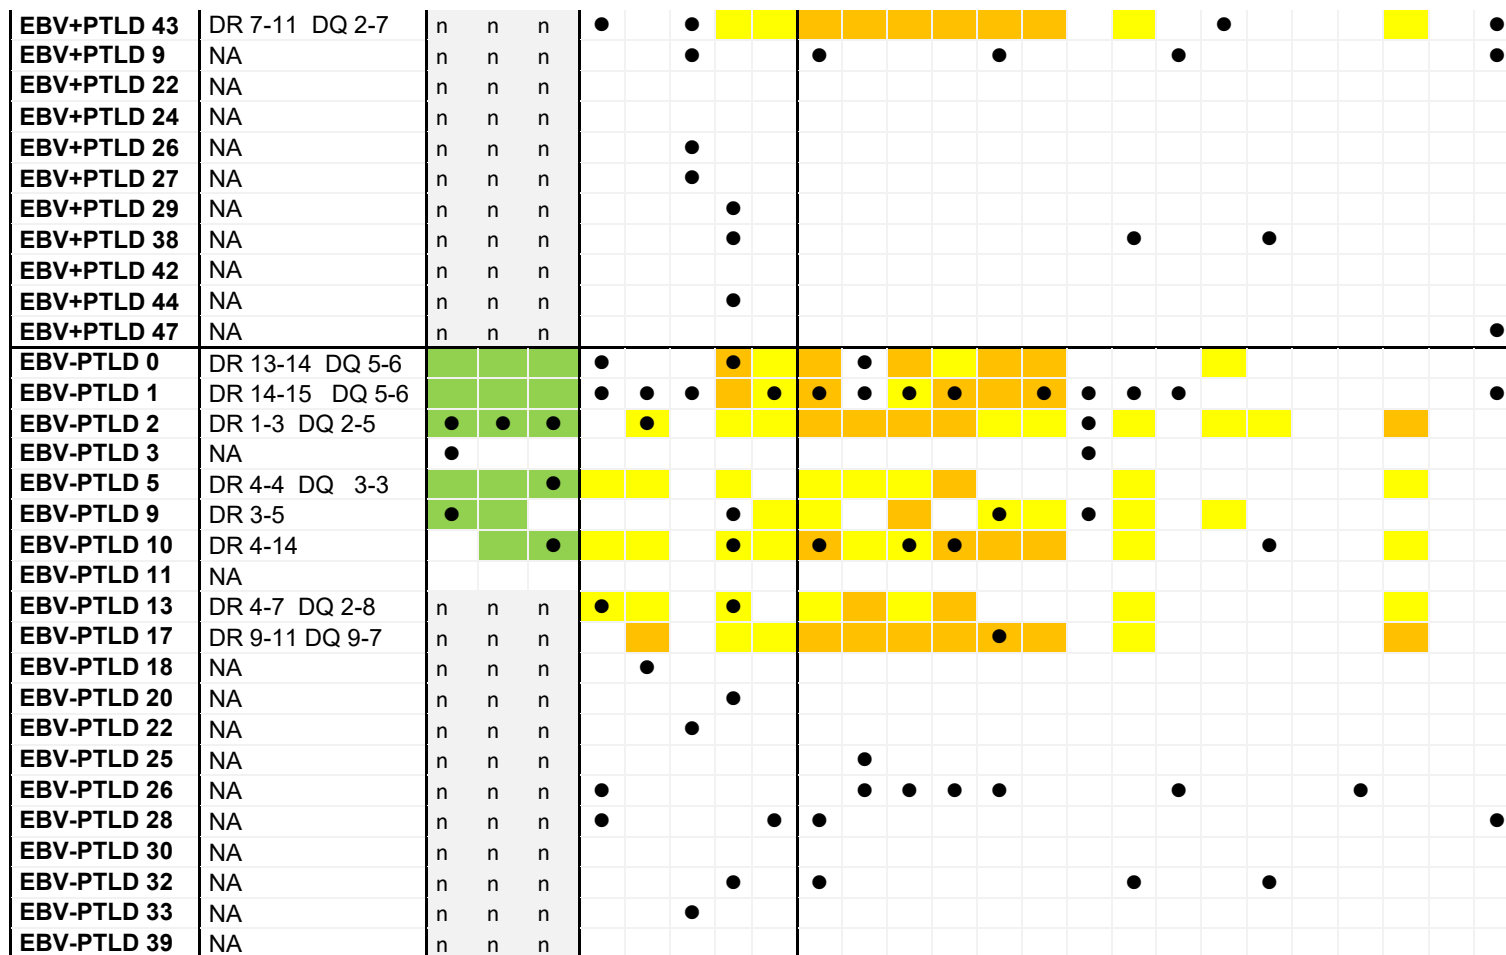 EBV+PTLD 43 DR 7-11 DQ 2-7 n n n
EBV+PTLD 9 NA n n n
EBV+PTLD 22 NA n n n
EBV+PTLD 24 NA n n n
EBV+PTLD 26 NA n n n
EBV+PTLD 27 NA n n n
EBV+PTLD 29 NA n n n
EBV+PTLD 38 NA n n n
EBV+PTLD 42 NA n n n
EBV+PTLD 44 NA n n n
EBV+PTLD 47 NA n n n
EBV-PTLD 0 DR 13-14 DQ 5-6
EBV-PTLD 1 DR 14-15 DQ 5-6
EBV-PTLD 2 DR 1-3 DQ 2-5
EBV-PTLD 3 NA
EBV-PTLD 5 DR 4-4 DQ 3-3
EBV-PTLD 9 DR 3-5
EBV-PTLD 10 DR 4-14
EBV-PTLD 11 NA
EBV-PTLD 13 DR 4-7 DQ 2-8 n n n
EBV-PTLD 17 DR 9-11 DQ 9-7 n n n
EBV-PTLD 18 NA n n n
EBV-PTLD 20 NA n n n
EBV-PTLD 22 NA n n n
EBV-PTLD 25 NA n n n
EBV-PTLD 26 NA n n n
EBV-PTLD 28 NA n n n
EBV-PTLD 30 NA n n n
EBV-PTLD 32 NA n n n
EBV-PTLD 33 NA n n n
EBV-PTLD 39 NA n n n